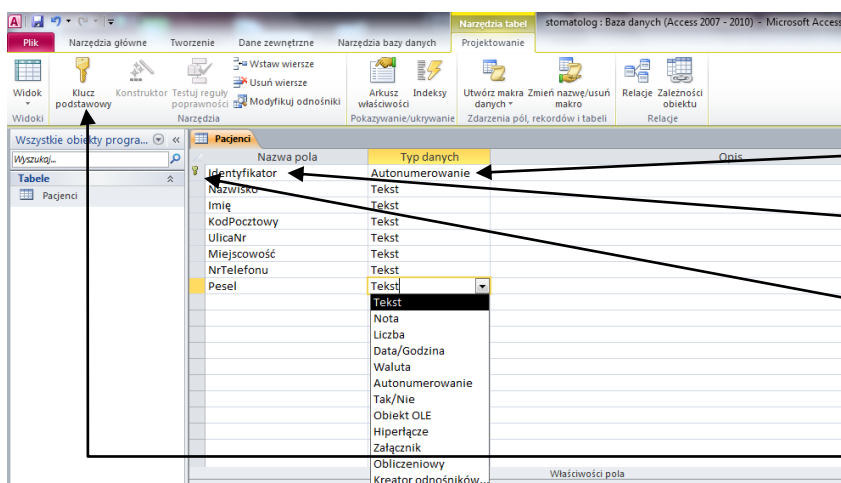 A
Narzędzia tabel
stomatolog : Baza danych (Access 2007 - 2010) - Microsoft Access
Plik Narzędzia główne Tworzenie Dane zewnętrzne Narzędzia bazy danych Projektowanie
Widok
Klucz podstawowy
Konstruktor
Testuj reguły poprawności
Wstaw wiersze
Usuń wiersze
Modyfikuj odnośniki
Arkusz właściwości
Indeksy
Utwórz makra danych
Zmień nazwę/usuń makro
Relacje
Zależności obiektu
Widoki Narzędzia Pokazywanie/ukrywanie Zdarzenia pól, rekordów i tabeli Relacje
Wszystkie obiekty progra...
Wyszukaj...
Tabele
Pacjenci
Pacjenci
Nazwa pola Typ danych Opis
Identyfikator Autonumerowanie
Nazwisko Tekst
Imię Tekst
KodPocztowy Tekst
UlicaNr Tekst
Miejscowość Tekst
NrTelefonu Tekst
Pesel Tekst
Tekst
Nota
Liczba
Data/Godzina
Waluta
Autonumerowanie
Tak/Nie
Obiekt OLE
Hiperłącze
Załącznik
Obliczeniowy
Kreator odnośników...
Właściwości pola